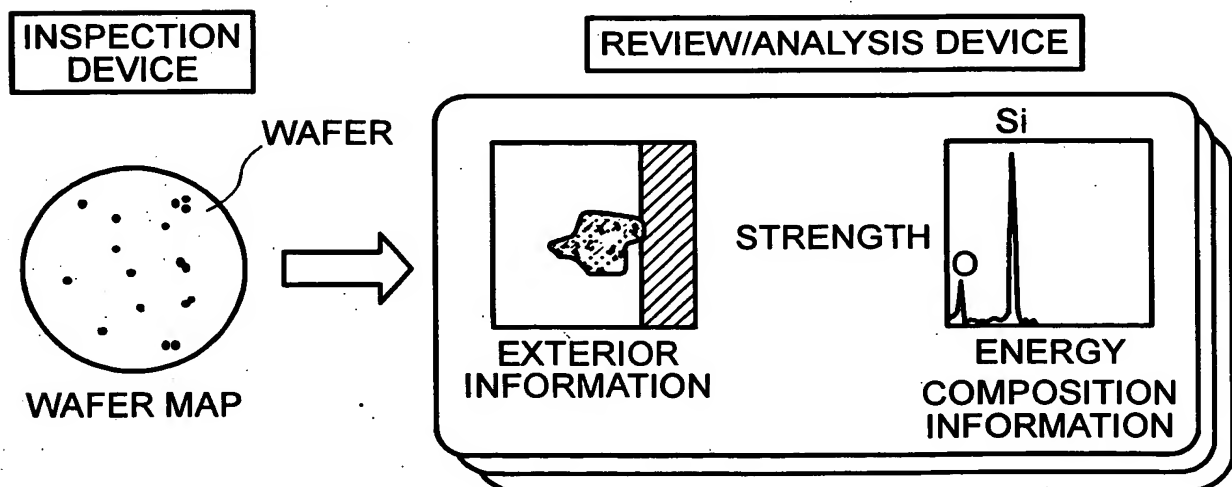 INSPECTION
DEVICE
WAFER
WAFER MAP
REVIEW//ANALYSIS DEVICE
EXTERIOR
INFORMATION
STRENGTH
Si
O
ENERGY
COMPOSITION
INFORMATION